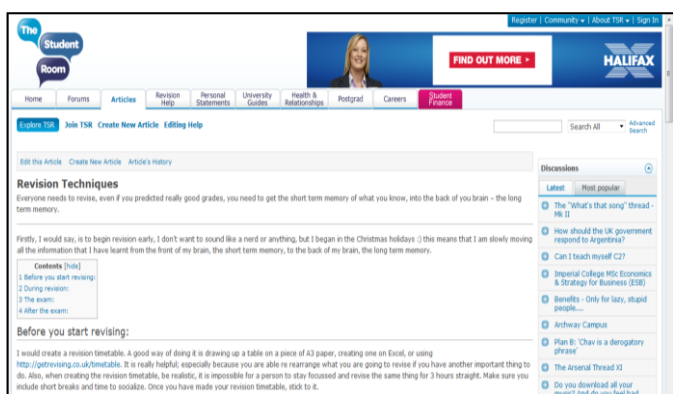 Register | Community | About TSR | Sign In
The
Student
Room
FIND OUT MORE >
HALIFAX
Home
Forums
Articles
Revision Help
Personal Statements
University Guides
Health & Relationships
Postgrad
Careers
Student Finance
Explore TSR Join TSR Create New Article Editing Help
Search All
Advanced Search
Edit this Article Create New Article Article's History
Revision Techniques
Everyone needs to revise, even if you predicted really good grades, you need to get the short term memory of what you know, into the back of you brain – the long
term memory.
Firstly, I would say, is to begin revision early, I don't want to sound like a nerd or anything, but I began in the Christmas holidays :) this means that I am slowly moving
all the information that I have learnt from the front of my brain, the short term memory, to the back of my brain, the long term memory.
Contents [hide]
1 Before you start revising:
2 During revision:
3 The exam:
4 After the exam:
Before you start revising:
I would create a revision timetable. A good way of doing it is drawing up a table on a piece of A3 paper, creating one on Excel, or using
http://getrevising.co.uk/timetable. It is really helpful; especially because you are able re rearrange what you are going to revise if you have another important thing to
do. Also, when creating the revision timetable, be realistic, it is impossible for a person to stay focussed and revise the same thing for 3 hours straight. Make sure you
include short breaks and time to socialize. Once you have made your revision timetable, stick to it.
Discussions
Latest Most popular
The "What's that song" thread -
Mk II
How should the UK government
respond to Argentinia?
Can I teach myself C2?
Imperial College MSc Economics
& Strategy for Business (ESB)
Benefits - Only for lazy, stupid
people....
Archway Campus
Plan B: 'Chav is a derogatory
phrase'
The Arsenal Thread XI
Do you download all your